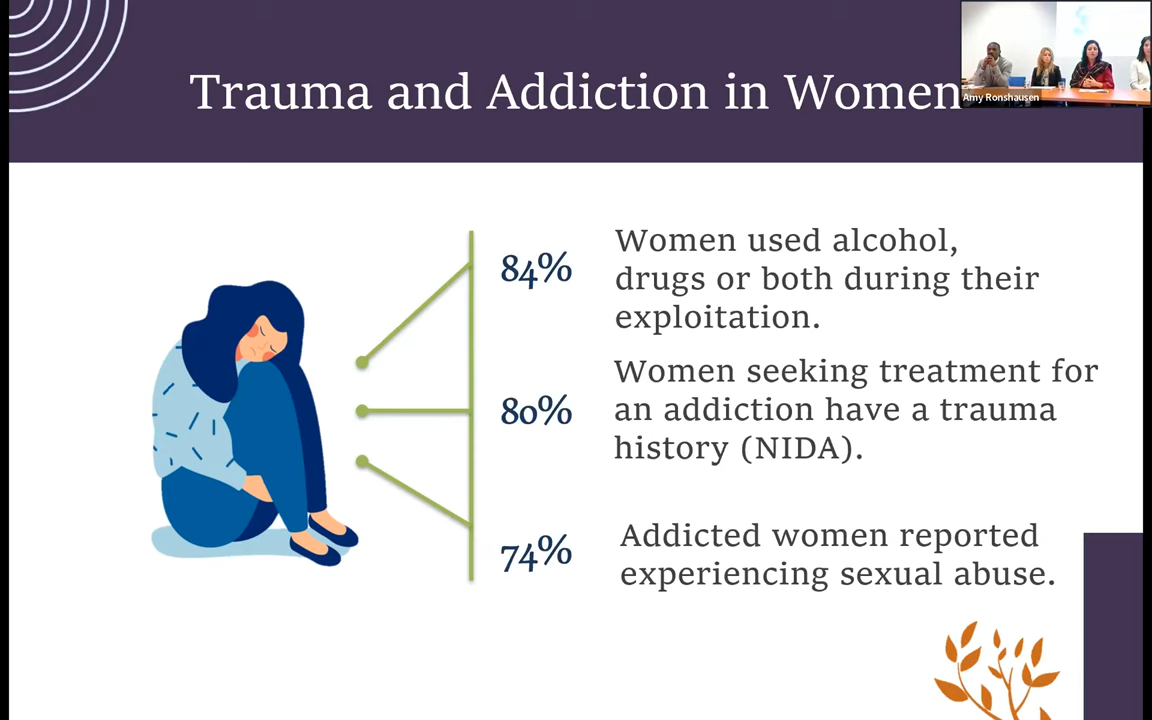 Trauma and Addiction in Women
Amy Ronshausen
84%
Women used alcohol,
drugs or both during their
exploitation.
80%
Women seeking treatment for
an addiction have a trauma
history (NIDA).
74%
Addicted women reported
experiencing sexual abuse.